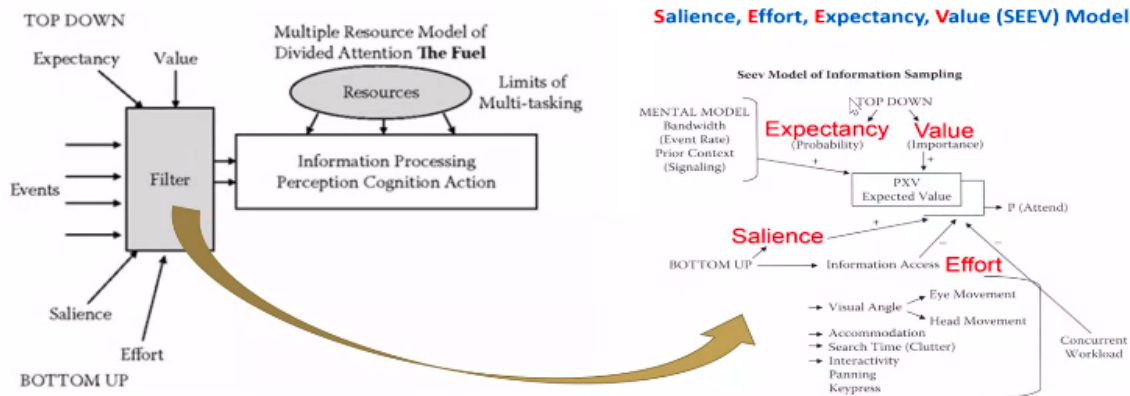 TOP DOWN
Expectancy Value
Events
Filter
Salience
Effort
BOTTOM UP
Multiple Resource Model of
Divided Attention The Fuel
Resources
Limits of
Multi-tasking
Information Processing
Perception Cognition Action
Salience, Effort, Expectancy, Value (SEEV) Model
Seev Model of Information Sampling
TOP DOWN
MENTAL MODEL
Bandwidth
(Event Rate)
Prior Context
(Signaling)
Expectancy
(Probability)
Value
(Importance)
+
+
PXV
Expected Value
P (Attend)
Salience
+
–
–
BOTTOM UP
Information Access Effort
Visual Angle
Eye Movement
Head Movement
Accommodation
Search Time (Clutter)
Interactivity
Panning
Keypress
Concurrent
Workload